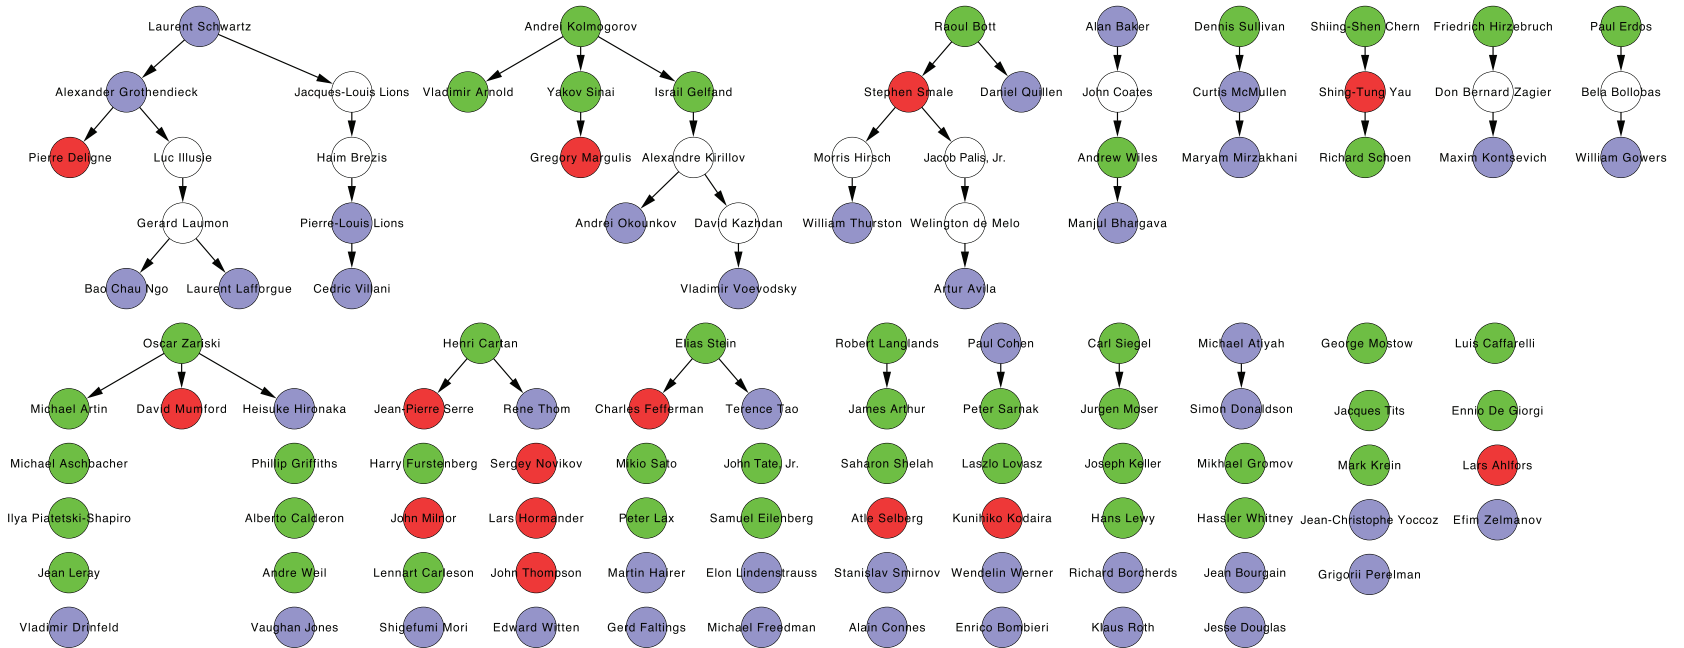 Laurent Schwartz
Andrei Kolmogorov
Raoul Bott
Alan Baker
Dennis Sullivan
Shiing-Shen Chern
Friedrich Hirzebruch
Paul Erdos
Alexander Grothendieck
Jacques-Louis Lions
Vladimir Arnold
Yakov Sinai
Israil Gelfand
Stephen Smale
Daniel Quillen
John Coates
Curtis McMullen
Shing-Tung Yau
Don Bernard Zagier
Bela Bollobas
Pierre Deligne
Luc Illusie
Haim Brezis
Gregory Margulis
Alexandre Kirillov
Morris Hirsch
Jacob Palis, Jr.
Andrew Wiles
Maryam Mirzakhani
Richard Schoen
Maxim Kontsevich
William Gowers
Gerard Laumon
Pierre-Louis Lions
Andrei Okounkov
David Kazhdan
William Thurston
Welington de Melo
Manjul Bhargava
Bao Chau Ngo
Laurent Lafforgue
Cedric Villani
Vladimir Voevodsky
Artur Avila
Oscar Zariski
Henri Cartan
Elias Stein
Robert Langlands
Paul Cohen
Carl Siegel
Michael Atiyah
George Mostow
Luis Caffarelli
Michael Artin
David Mumford
Heisuke Hironaka
Jean-Pierre Serre
Rene Thom
Charles Fefferman
Terence Tao
James Arthur
Peter Sarnak
Jurgen Moser
Simon Donaldson
Jacques Tits
Ennio De Giorgi
Michael Aschbacher
Phillip Griffiths
Harry Furstenberg
Sergey Novikov
Mikio Sato
John Tate, Jr.
Saharon Shelah
Laszlo Lovasz
Joseph Keller
Mikhael Gromov
Mark Krein
Lars Ahlfors
Ilya Piatetski-Shapiro
Alberto Calderon
John Milnor
Lars Hormander
Peter Lax
Samuel Eilenberg
Atle Selberg
Kunihiko Kodaira
Hans Lewy
Hassler Whitney
Jean-Christophe Yoccoz
Efim Zelmanov
Jean Leray
Andre Weil
Lennart Carleson
John Thompson
Martin Hairer
Elon Lindenstrauss
Stanislav Smirnov
Wendelin Werner
Richard Borcherds
Jean Bourgain
Grigorii Perelman
Vladimir Drinfeld
Vaughan Jones
Shigefumi Mori
Edward Witten
Gerd Faltings
Michael Freedman
Alain Connes
Enrico Bombieri
Klaus Roth
Jesse Douglas